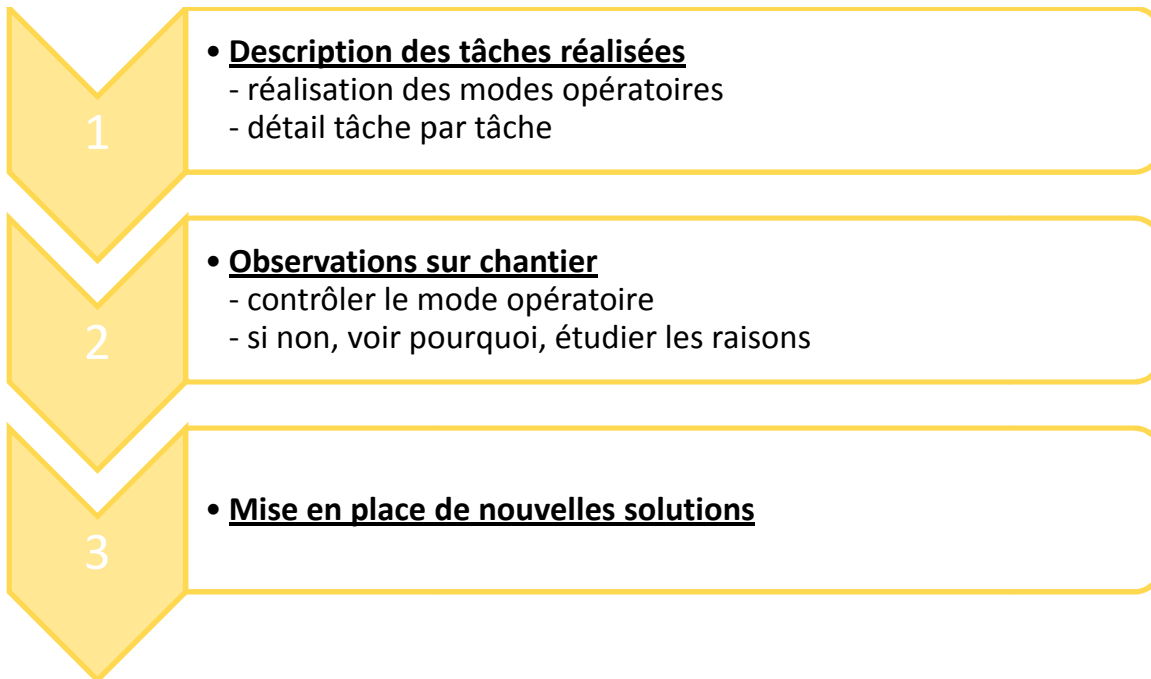 1
• Description des tâches réalisées
- réalisation des modes opératoires
- détail tâche par tâche
2
• Observations sur chantier
- contrôler le mode opératoire
- si non, voir pourquoi, étudier les raisons
3
• Mise en place de nouvelles solutions